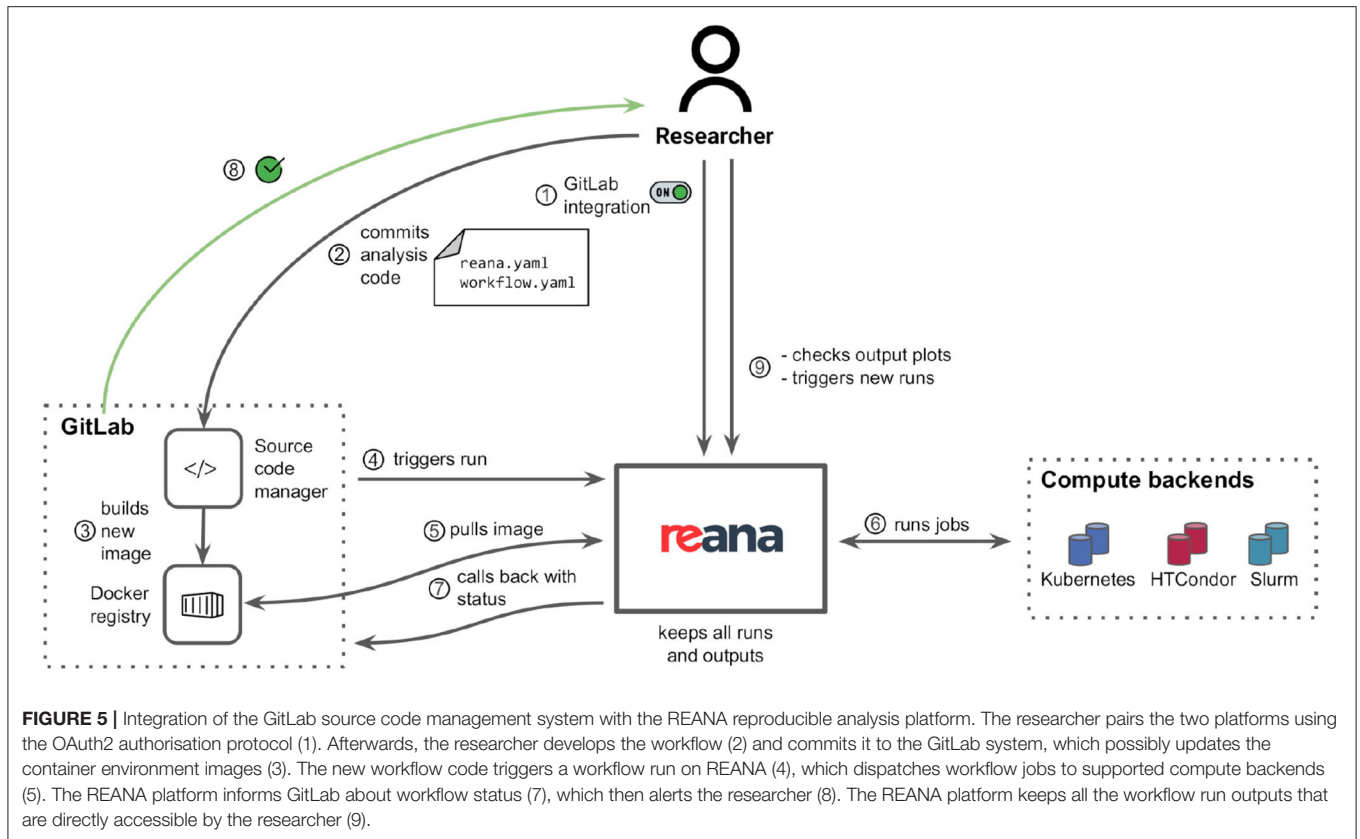 Researcher
⑧
① GitLab
integration
ON
② commits
analysis
code
reana.yaml
workflow.yaml
⑨ - checks output plots
- triggers new runs
GitLab
</>
Source
code
manager
③ builds
new
image
Docker
registry
④ triggers run
⑤ pulls image
⑦ calls back with
status
reana
keeps all runs
and outputs
⑥ runs jobs
Compute backends
Kubernetes HTCondor Slurm
FIGURE 5 | Integration of the GitLab source code management system with the REANA reproducible analysis platform. The researcher pairs the two platforms using
the OAuth2 authorisation protocol (1). Afterwards, the researcher develops the workflow (2) and commits it to the GitLab system, which possibly updates the
container environment images (3). The new workflow code triggers a workflow run on REANA (4), which dispatches workflow jobs to supported compute backends
(5). The REANA platform informs GitLab about workflow status (7), which then alerts the researcher (8). The REANA platform keeps all the workflow run outputs that
are directly accessible by the researcher (9).